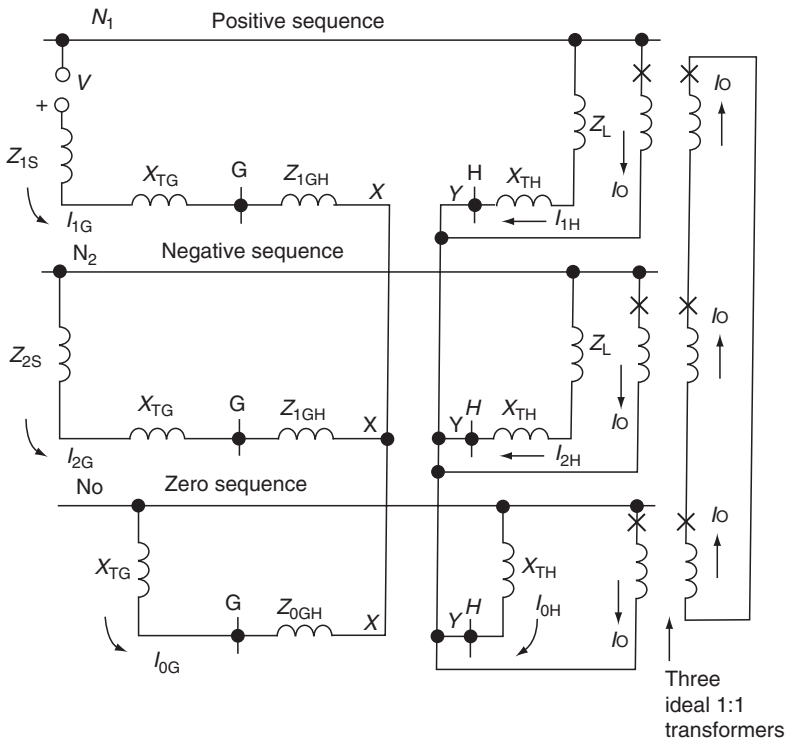 N1 Positive sequence
V
+
IO IO
Z1S ZL
XTG G Z1GH X Y H XTH
I1G I1H
N2 Negative sequence
IO
Z2S ZL
XTG G Z1GH X Y H XTH IO
I2G I2H
No Zero sequence
IO
XTG XTH
G Z0GH X Y H I0H
I0G IO
Three
ideal 1:1
transformers